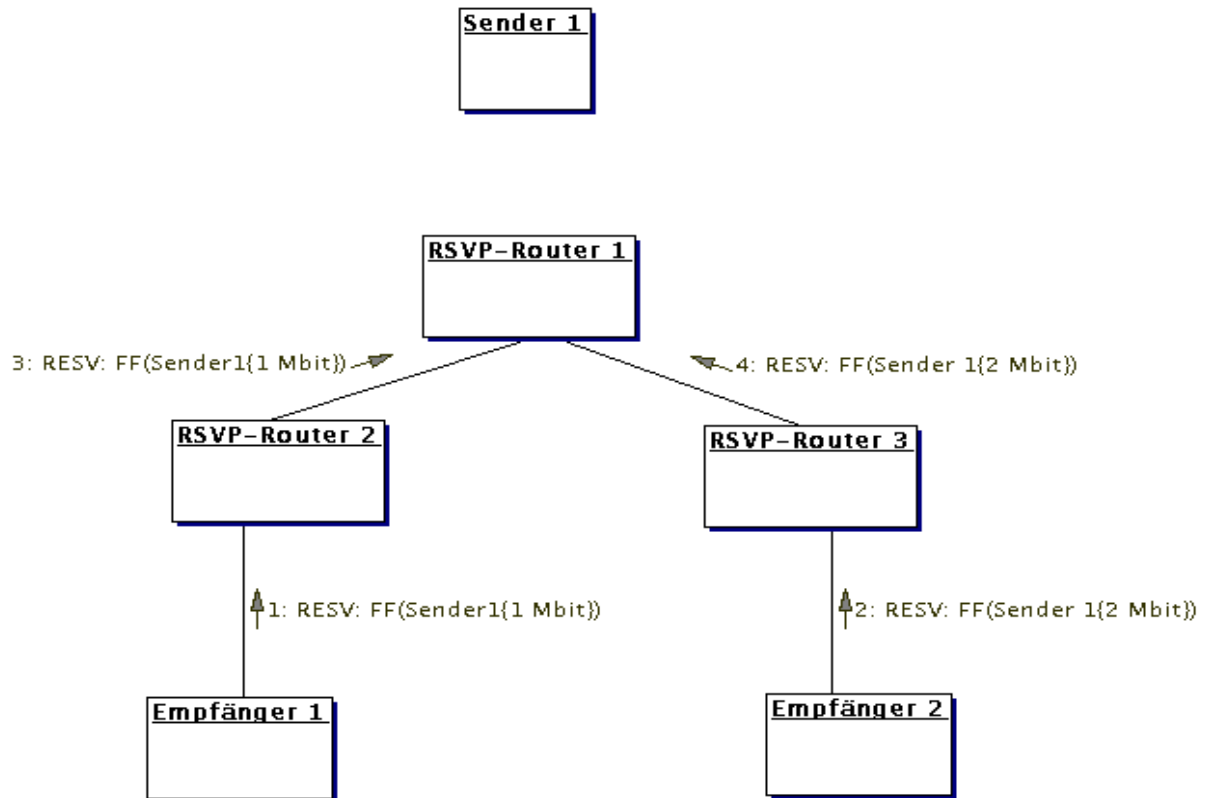 Sender 1
RSVP-Router 1
3: RESV: FF(Sender1{1 Mbit})
4: RESV: FF(Sender 1{2 Mbit})
RSVP-Router 2
RSVP-Router 3
1: RESV: FF(Sender1{1 Mbit})
2: RESV: FF(Sender 1{2 Mbit})
Empfänger 1
Empfänger 2